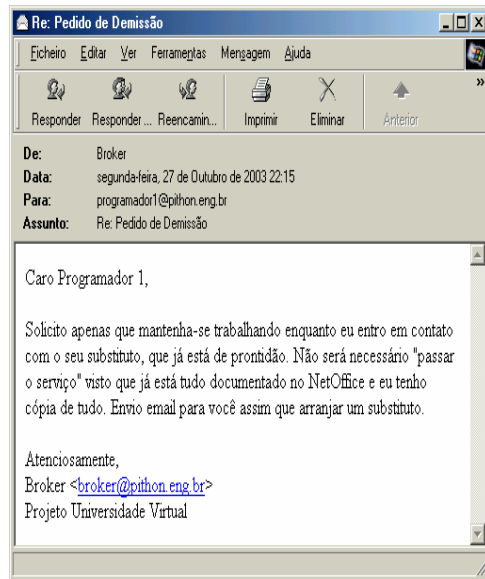 Re: Pedido de Demissão
Ficheiro Editar Ver Ferramentas Mensagem Ajuda
»
Responder Responder ... Reencamin... Imprimir Eliminar Anterior
De: Broker
Data: segunda-feira, 27 de Outubro de 2003 22:15
Para: programador1@pithon.eng.br
Assunto: Re: Pedido de Demissão
Caro Programador 1,
Solicito apenas que mantenha-se trabalhando enquanto eu entro em contato
com o seu substituto, que já está de prontidão. Não será necessário "passar
o serviço" visto que já está tudo documentado no NetOffice e eu tenho
cópia de tudo. Envio email para você assim que arranjar um substituto.
Atenciosamente,
Broker <broker@pithon.eng.br>
Projeto Universidade Virtual